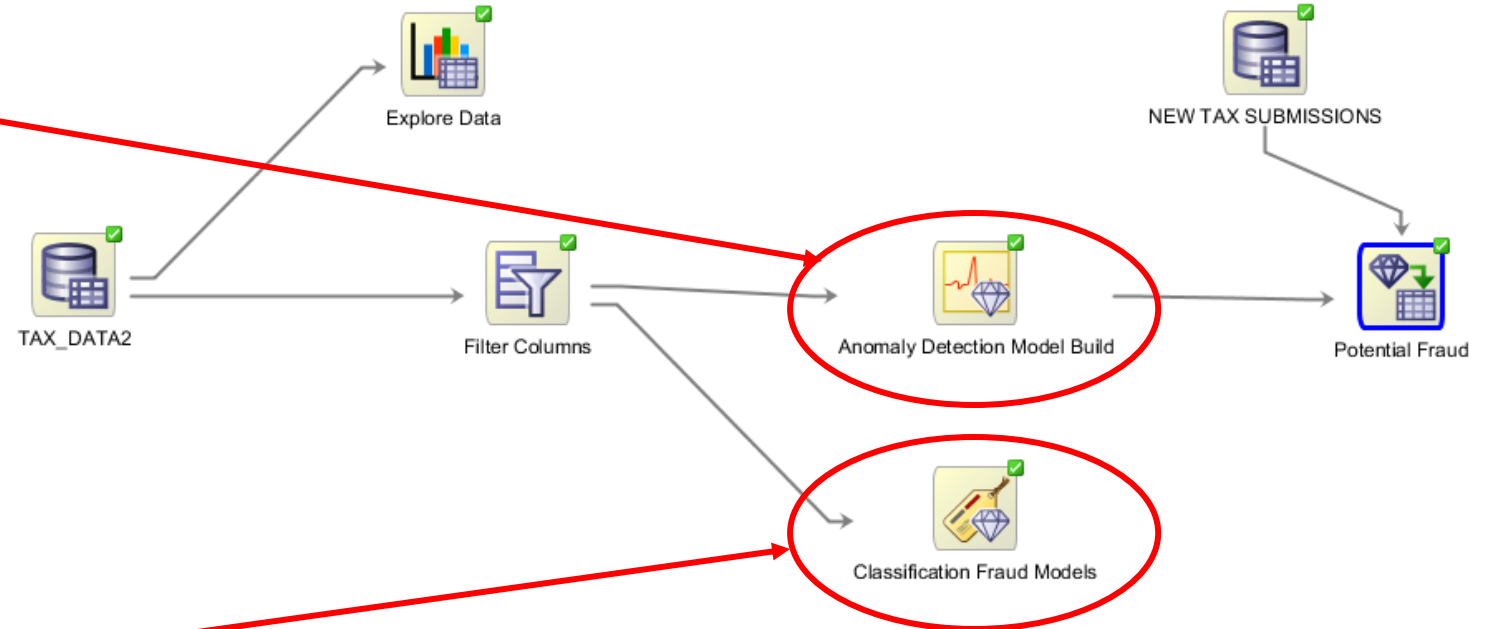 Explore Data
NEW TAX SUBMISSIONS
TAX_DATA2
Filter Columns
Anomaly Detection Model Build
Potential Fraud
Classification Fraud Models